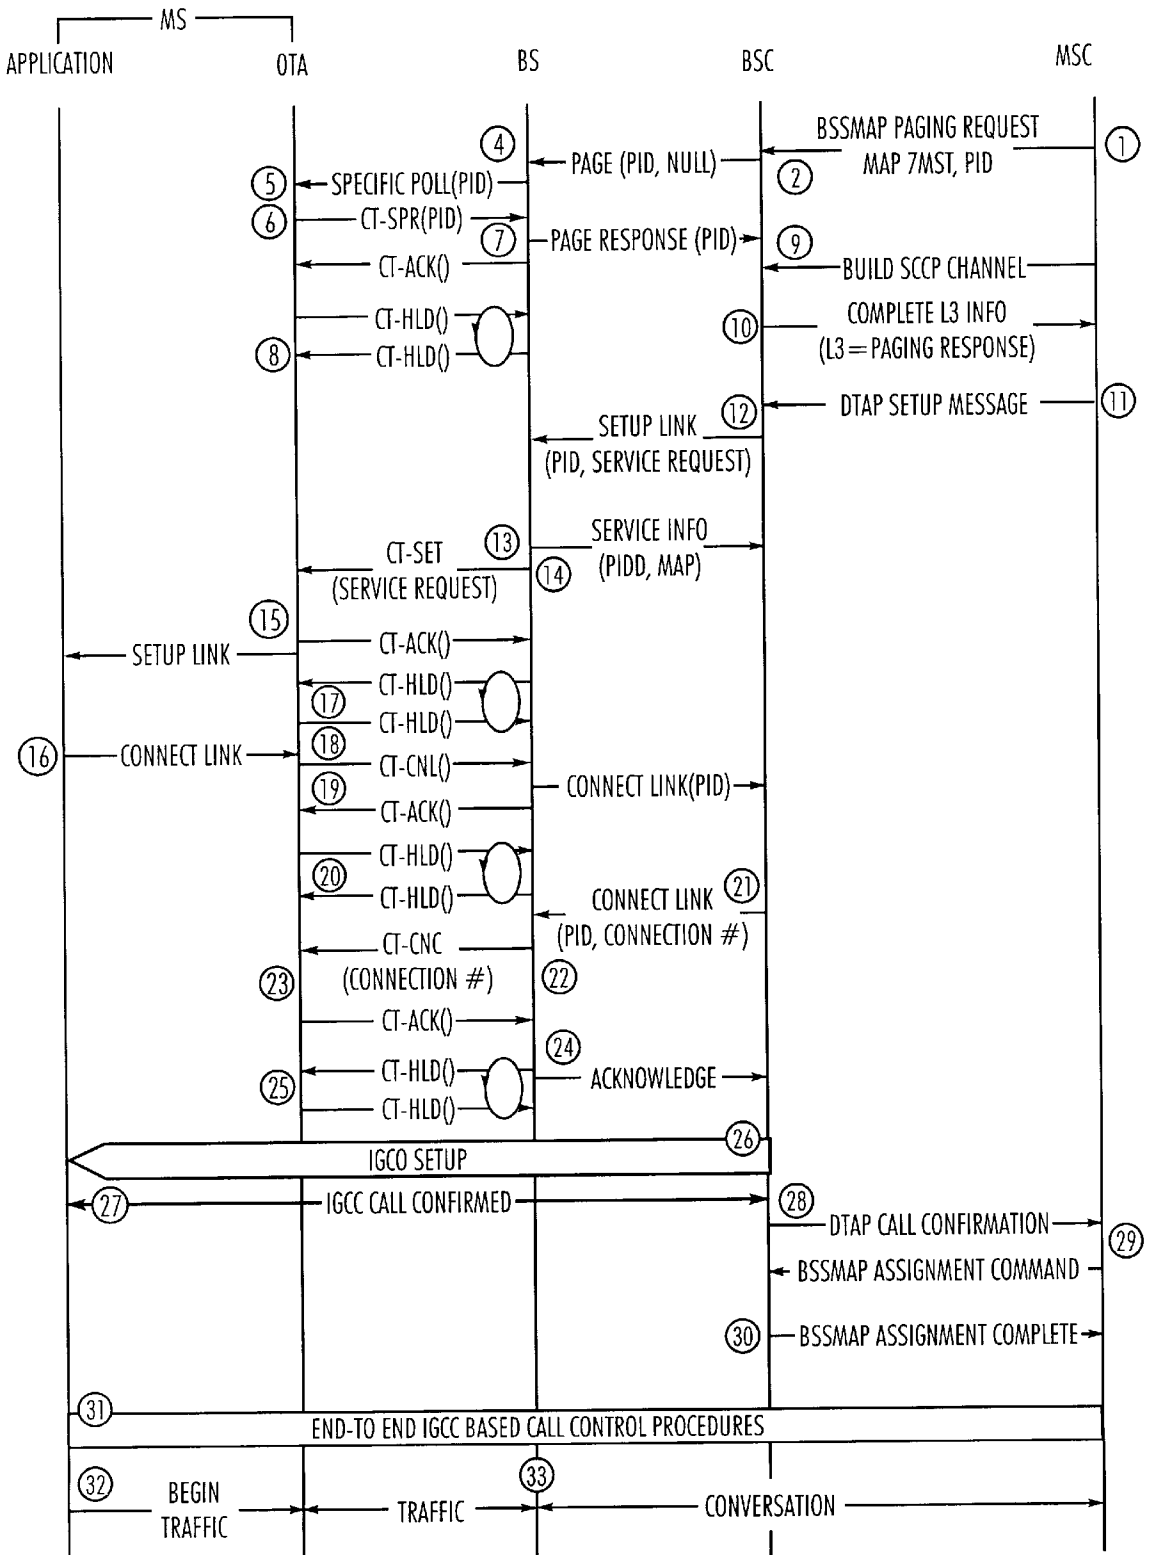 MS
APPLICATION OTA BS BSC MSC
BSSMAP PAGING REQUEST 1
4 PAGE (PID, NULL) MAP 7MST, PID
2
5 SPECIFIC POLL(PID)
6 CT-SPR(PID)
7 PAGE RESPONSE (PID) 9
CT-ACK() BUILD SCCP CHANNEL
CT-HLD() 10 COMPLETE L3 INFO
8 CT-HLD() (L3=PAGING RESPONSE)
12 DTAP SETUP MESSAGE 11
SETUP LINK
(PID, SERVICE REQUEST)
13 SERVICE INFO
CT-SET 14 (PIDD, MAP)
(SERVICE REQUEST)
15
SETUP LINK CT-ACK()
CT-HLD()
17 CT-HLD()
16 CONNECT LINK 18 CT-CNL()
19 CONNECT LINK(PID)
CT-ACK()
CT-HLD()
20 21
CT-HLD() CONNECT LINK
CT-CNC (PID, CONNECTION #)
23 (CONNECTION #) 22
CT-ACK()
24
CT-HLD() ACKNOWLEDGE
25 CT-HLD()
26
IGCO SETUP
27 IGCC CALL CONFIRMED 28
DTAP CALL CONFIRMATION
29
BSSMAP ASSIGNMENT COMMAND
30 BSSMAP ASSIGNMENT COMPLETE
31
END-TO END IGCC BASED CALL CONTROL PROCEDURES
32 33
BEGIN TRAFFIC CONVERSATION
TRAFFIC